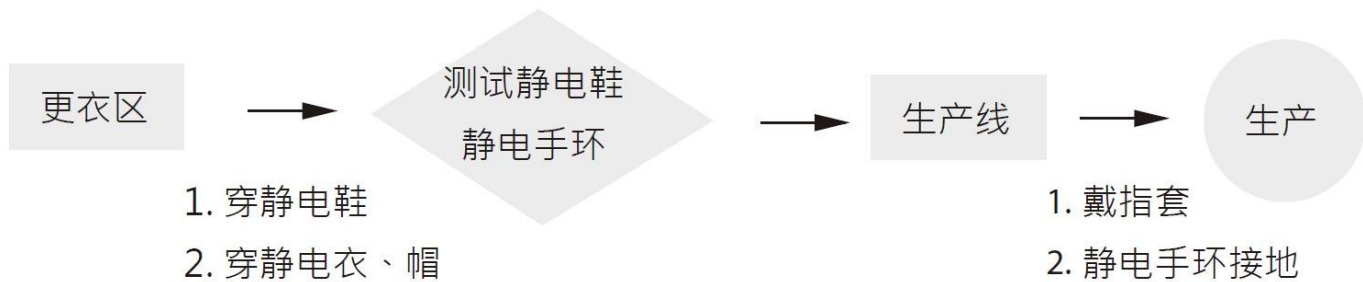 更衣区
测试静电鞋
静电手环
生产线
生产
1. 穿静电鞋
2. 穿静电衣、帽
1. 戴指套
2. 静电手环接地